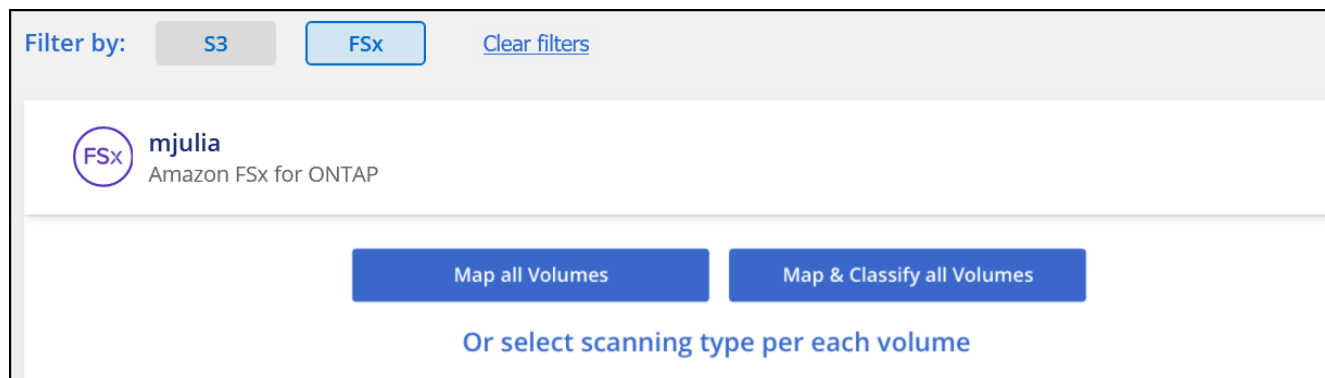 Filter by: S3 FSx Clear filters
FSx
mjulia
Amazon FSx for ONTAP
Map all Volumes Map & Classify all Volumes
Or select scanning type per each volume